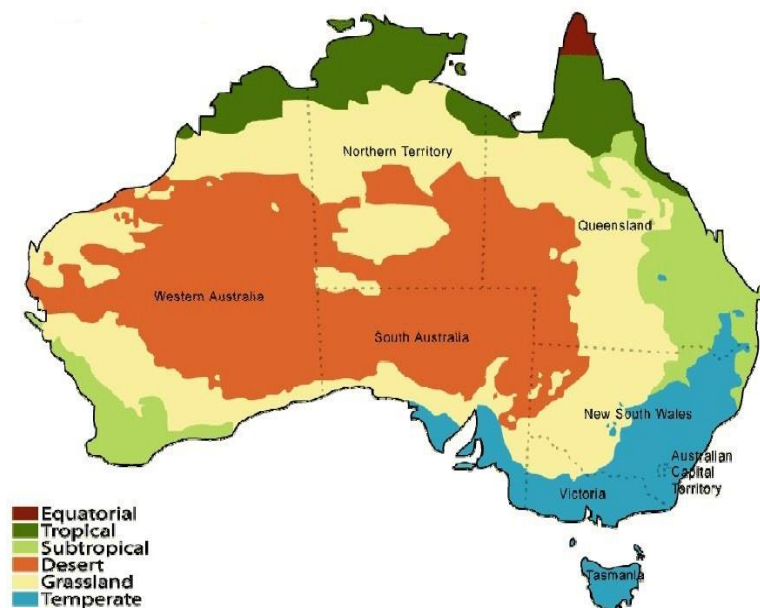 Northern Territory
Queensland
Western Australia
South Australia
New South Wales
Australian
Capital
Territory
Victoria
Tasmania
Equatorial
Tropical
Subtropical
Desert
Grassland
Temperate